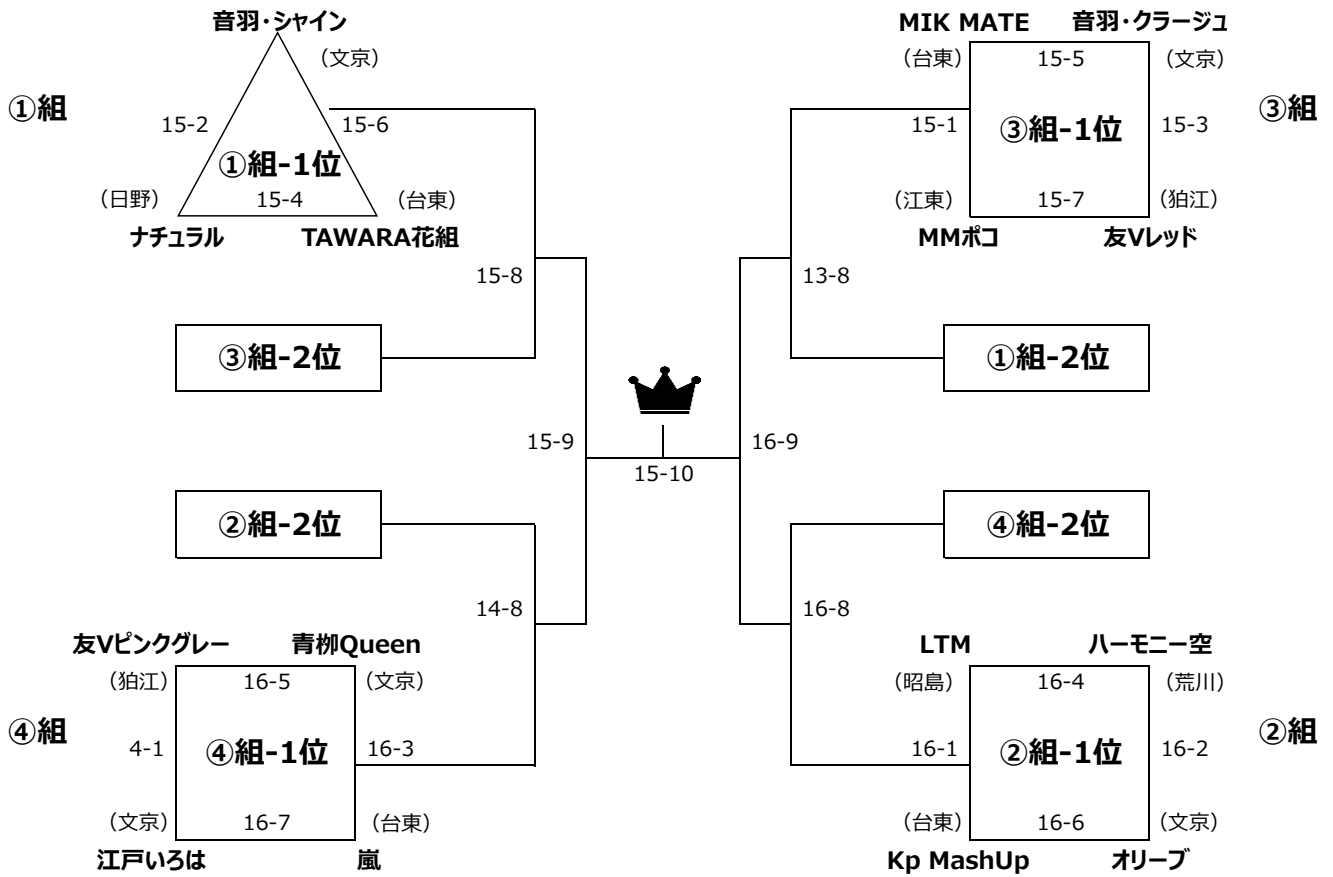 音羽・シャイン
（文京）
①組
15-2
15-6
①組-1位
（日野）
15-4
（台東）
ナチュラル
TAWARA花組
15-8
③組-2位
15-9
②組-2位
14-8
友Vピンクグレー
青栁Queen
（狛江）
16-5
（文京）
④組
4-1
④組-1位
16-3
（文京）
16-7
（台東）
江戸いろは
嵐
15-10
MIK MATE
音羽・クラージュ
（台東）
15-5
（文京）
③組
15-1
③組-1位
15-3
（江東）
15-7
（狛江）
MMポコ
友Vレッド
13-8
①組-2位
16-9
④組-2位
16-8
LTM
ハーモニー空
（昭島）
16-4
（荒川）
②組
16-1
②組-1位
16-2
（台東）
16-6
（文京）
Kp MashUp
オリーブ